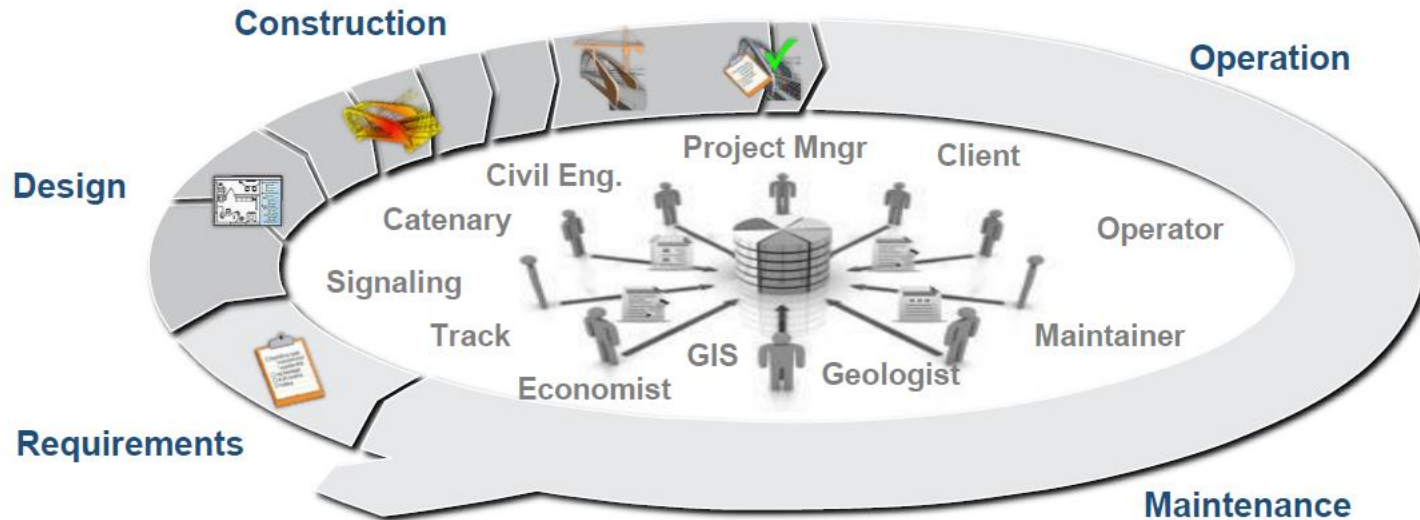 Construction
Operation
Project Mngr
Client
Civil Eng.
Design
Catenary
Operator
Signaling
Track
Maintainer
GIS
Geologist
Economist
Requirements
Maintenance